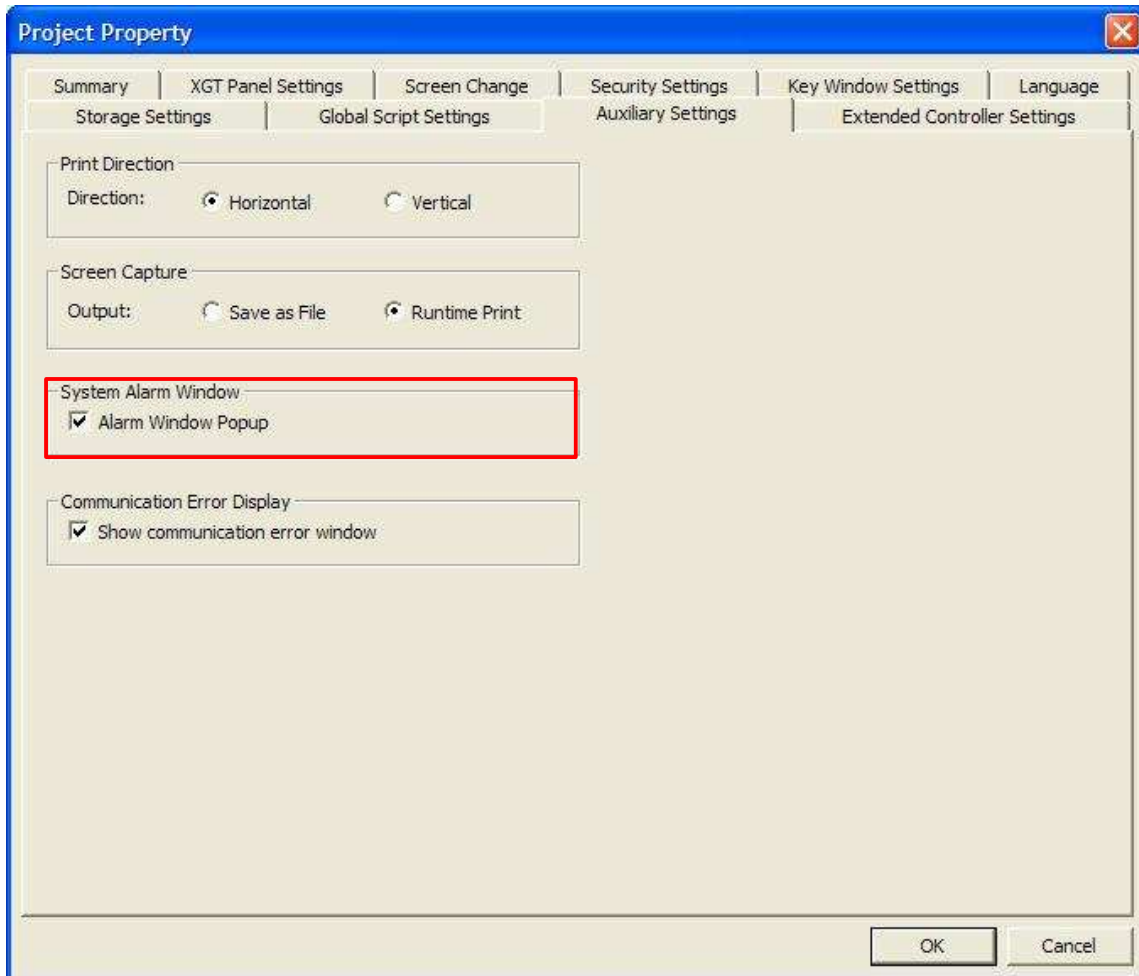 Project Property
Summary XGT Panel Settings Screen Change Security Settings Key Window Settings Language
Storage Settings Global Script Settings Auxiliary Settings Extended Controller Settings
Print Direction
Direction: Horizontal Vertical
Screen Capture
Output: Save as File Runtime Print
System Alarm Window
Alarm Window Popup
Communication Error Display
Show communication error window
OK Cancel